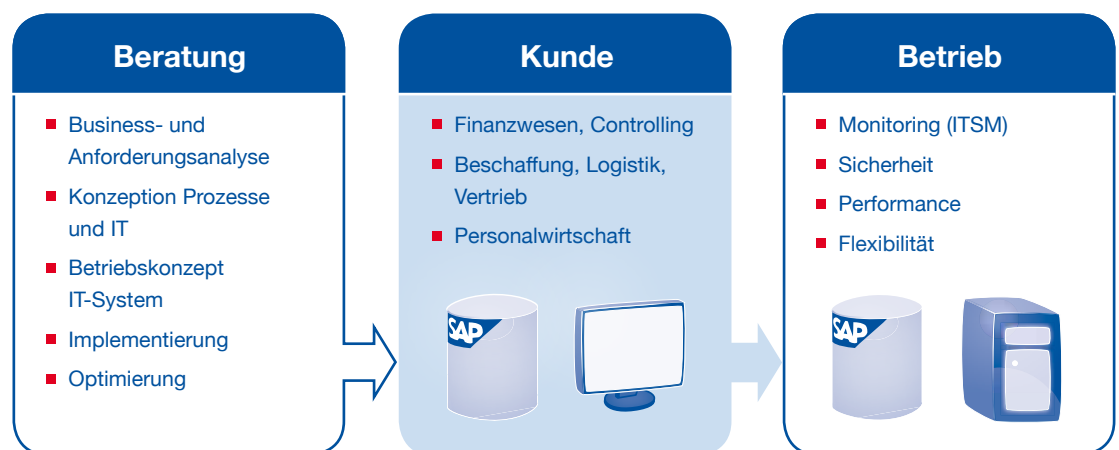 Beratung
Business- und
Anforderungsanalyse
Konzeption Prozesse
und IT
Betriebskonzept
IT-System
Implementierung
Optimierung
Kunde
Finanzwesen, Controlling
Beschaffung, Logistik,
Vertrieb
Personalwirtschaft
SAP
Betrieb
Monitoring (ITSM)
Sicherheit
Performance
Flexibilität
SAP